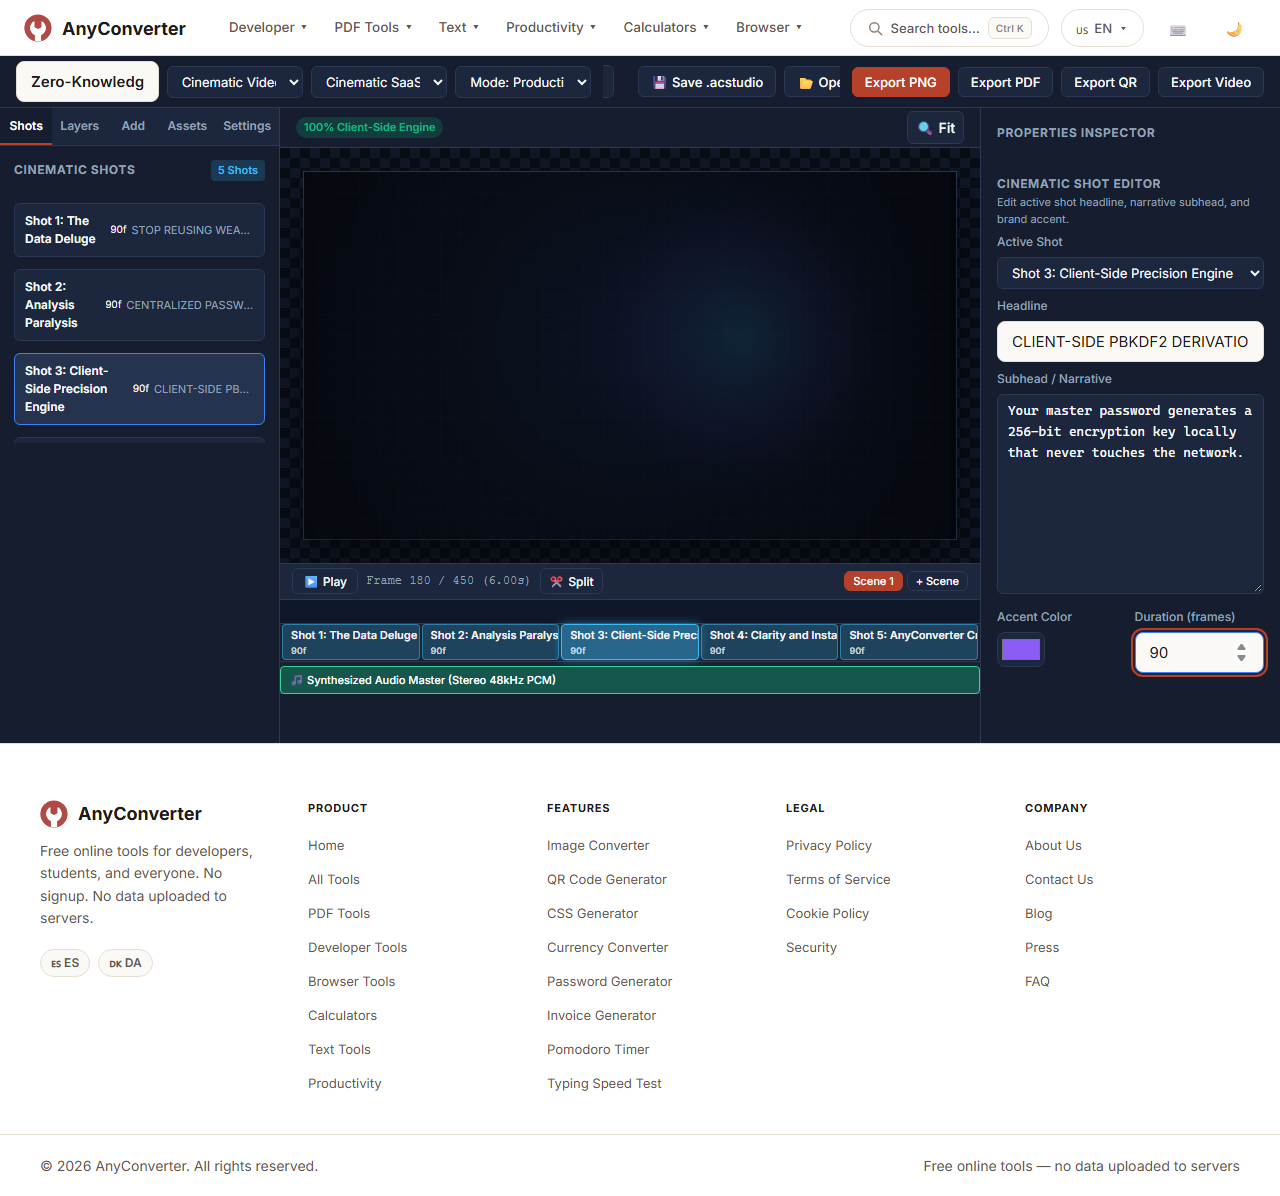 AnyConverter
Developer ▾ PDF Tools ▾ Text ▾ Productivity ▾ Calculators ▾ Browser ▾
Search tools... Ctrl K
US EN ▾
Zero-Knowledg
Cinematic Vide
Cinematic SaaS
Mode: Producti
Save .acstudio
Ope
Export PNG
Export PDF
Export QR
Export Video
Shots Layers Add Assets Settings
CINEMATIC SHOTS
5 Shots
Shot 1: The Data Deluge
90f STOP REUSING WEA...
Shot 2: Analysis Paralysis
90f CENTRALIZED PASSW...
Shot 3: Client-Side Precision Engine
90f CLIENT-SIDE PB...
100% Client-Side Engine
Fit
Play
Frame 180 / 450 (6.00s)
Split
Scene 1
+ Scene
Shot 1: The Data Deluge
90f
Shot 2: Analysis Paralys
90f
Shot 3: Client-Side Prec
90f
Shot 4: Clarity and Insta
90f
Shot 5: AnyConverter Cr
90f
Synthesized Audio Master (Stereo 48kHz PCM)
PROPERTIES INSPECTOR
CINEMATIC SHOT EDITOR
Edit active shot headline, narrative subhead, and
brand accent.
Active Shot
Shot 3: Client-Side Precision Engine
Headline
CLIENT-SIDE PBKDF2 DERIVATIO
Subhead / Narrative
Your master password generates a
256-bit encryption key locally
that never touches the network.
Accent Color
Duration (frames)
90
AnyConverter
Free online tools for developers,
students, and everyone. No
signup. No data uploaded to
servers.
ES ES
DK DA
PRODUCT
Home
All Tools
PDF Tools
Developer Tools
Browser Tools
Calculators
Text Tools
Productivity
FEATURES
Image Converter
QR Code Generator
CSS Generator
Currency Converter
Password Generator
Invoice Generator
Pomodoro Timer
Typing Speed Test
LEGAL
Privacy Policy
Terms of Service
Cookie Policy
Security
COMPANY
About Us
Contact Us
Blog
Press
FAQ
© 2026 AnyConverter. All rights reserved.
Free online tools — no data uploaded to servers